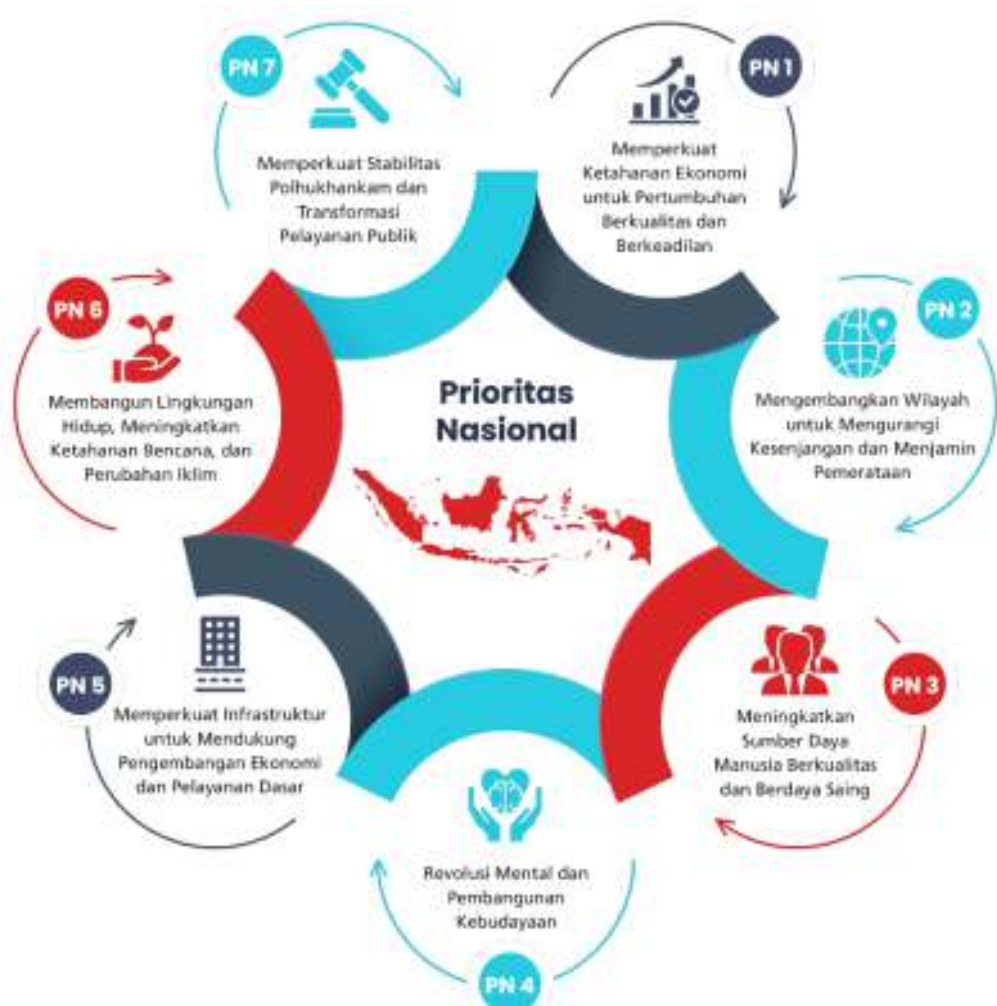 Prioritas
Nasional
PN 1
Memperkuat
Ketahanan Ekonomi
untuk Pertumbuhan
Berkualitas dan
Berkeadilan
PN 2
Mengembangkan Wilayah
untuk Mengurangi
Kesenjangan dan Menjamin
Pemerataan
PN 3
Meningkatkan
Sumber Daya
Manusia Berkualitas
dan Berdaya Saing
PN 4
Revolusi Mental dan
Pembangunan
Kebudayaan
PN 5
Memperkuat Infrastruktur
untuk Mendukung
Pengembangan Ekonomi
dan Pelayanan Dasar
PN 6
Membangun Lingkungan
Hidup, Meningkatkan
Ketahanan Bencana, dan
Perubahan Iklim
PN 7
Memperkuat Stabilitas
Polhukhankam dan
Transformasi
Pelayanan Publik